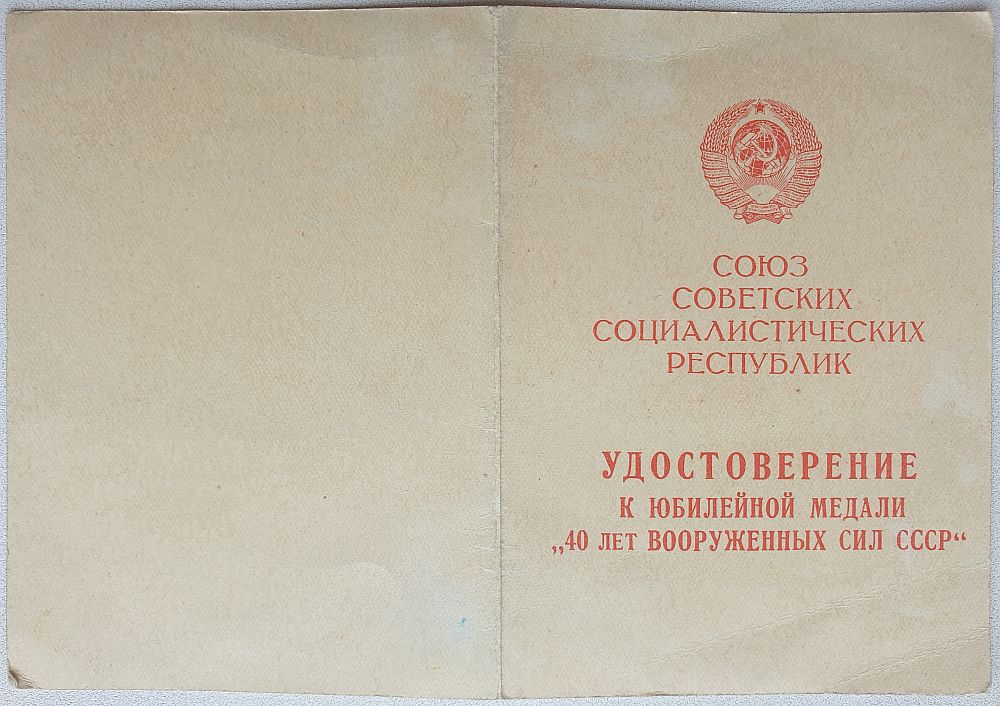 СОЮЗ
СОВЕТСКИХ
СОЦИАЛИСТИЧЕСКИХ
РЕСПУБЛИК
УДОСТОВЕРЕНИЕ
К ЮБИЛЕЙНОЙ МЕДАЛИ
„40 ЛЕТ ВООРУЖЕННЫХ СИЛ СССР“